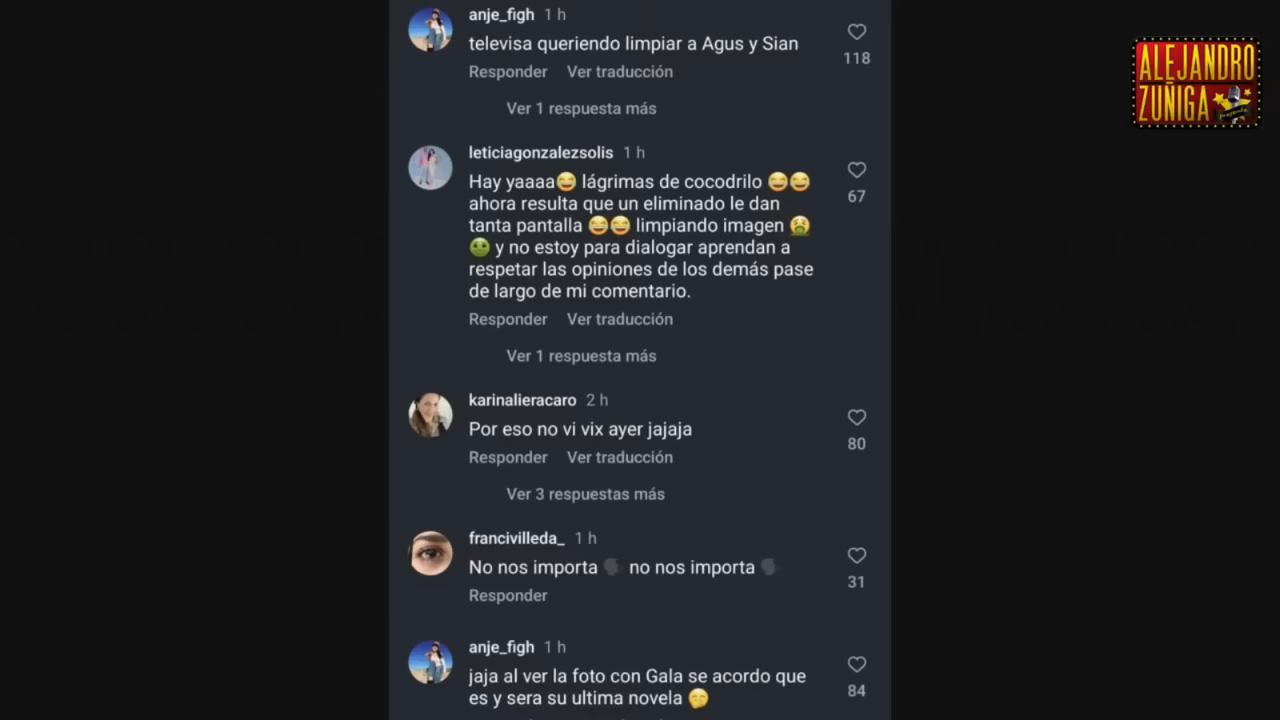 anje_figh 1 h
televisa queriendo limpiar a Agus y Sian
118
Responder Ver traducción
Ver 1 respuesta más
leticiagonzalezsolis 1 h
Hay yaaaa😂 lágrimas de cocodrilo 😂😂
ahora resulta que un eliminado le dan
tanta pantalla 😂😂 limpiando imagen 🤮
🤢 y no estoy para dialogar aprendan a
respetar las opiniones de los demás pase
de largo de mi comentario.
67
Responder Ver traducción
Ver 1 respuesta más
karinalieracaro 2 h
Por eso no vi vix ayer jajaja
80
Responder Ver traducción
Ver 3 respuestas más
francivilleda_ 1 h
No nos importa 🗣 no nos importa 🗣
31
Responder
anje_figh 1 h
jaja al ver la foto con Gala se acordo que
es y sera su ultima novela 🤭
84
ALEJANDRO
ZUÑIGA